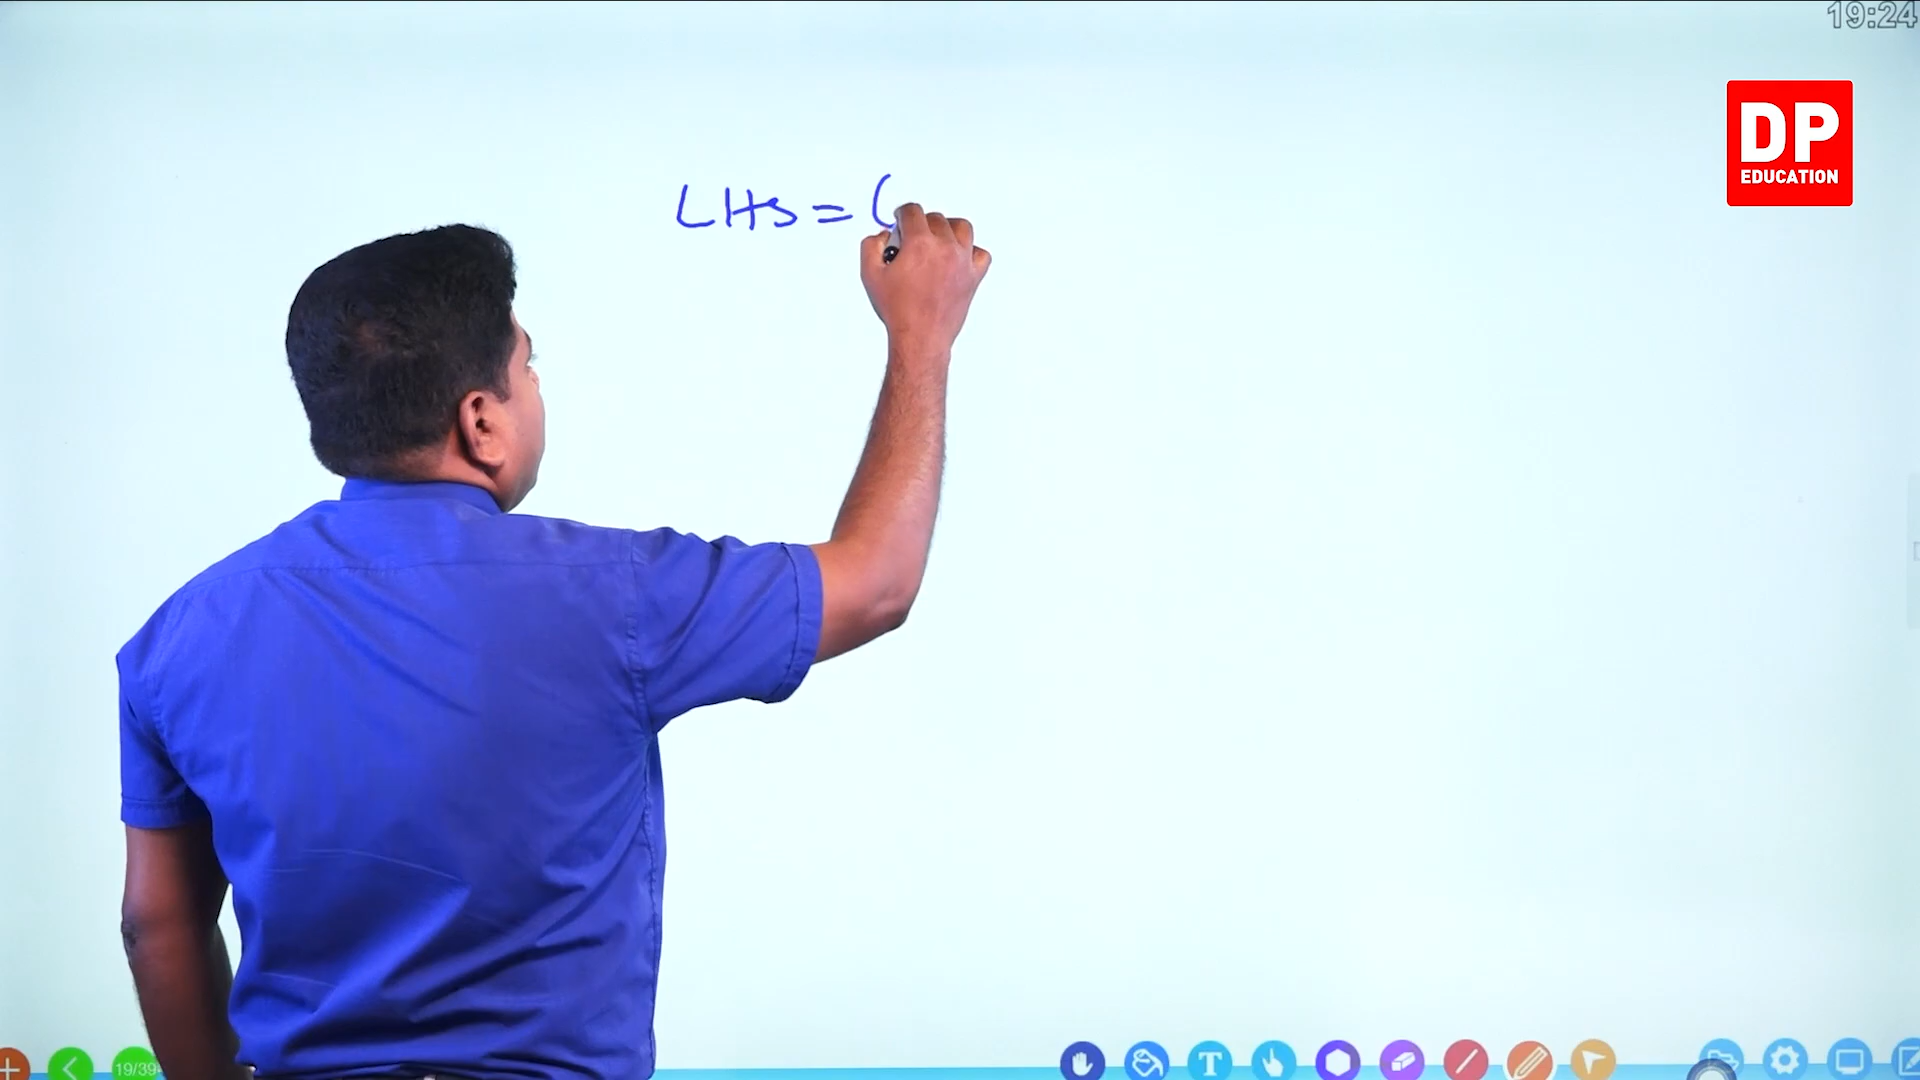 19:24
DP
EDUCATION
LHS = (
T
19/39